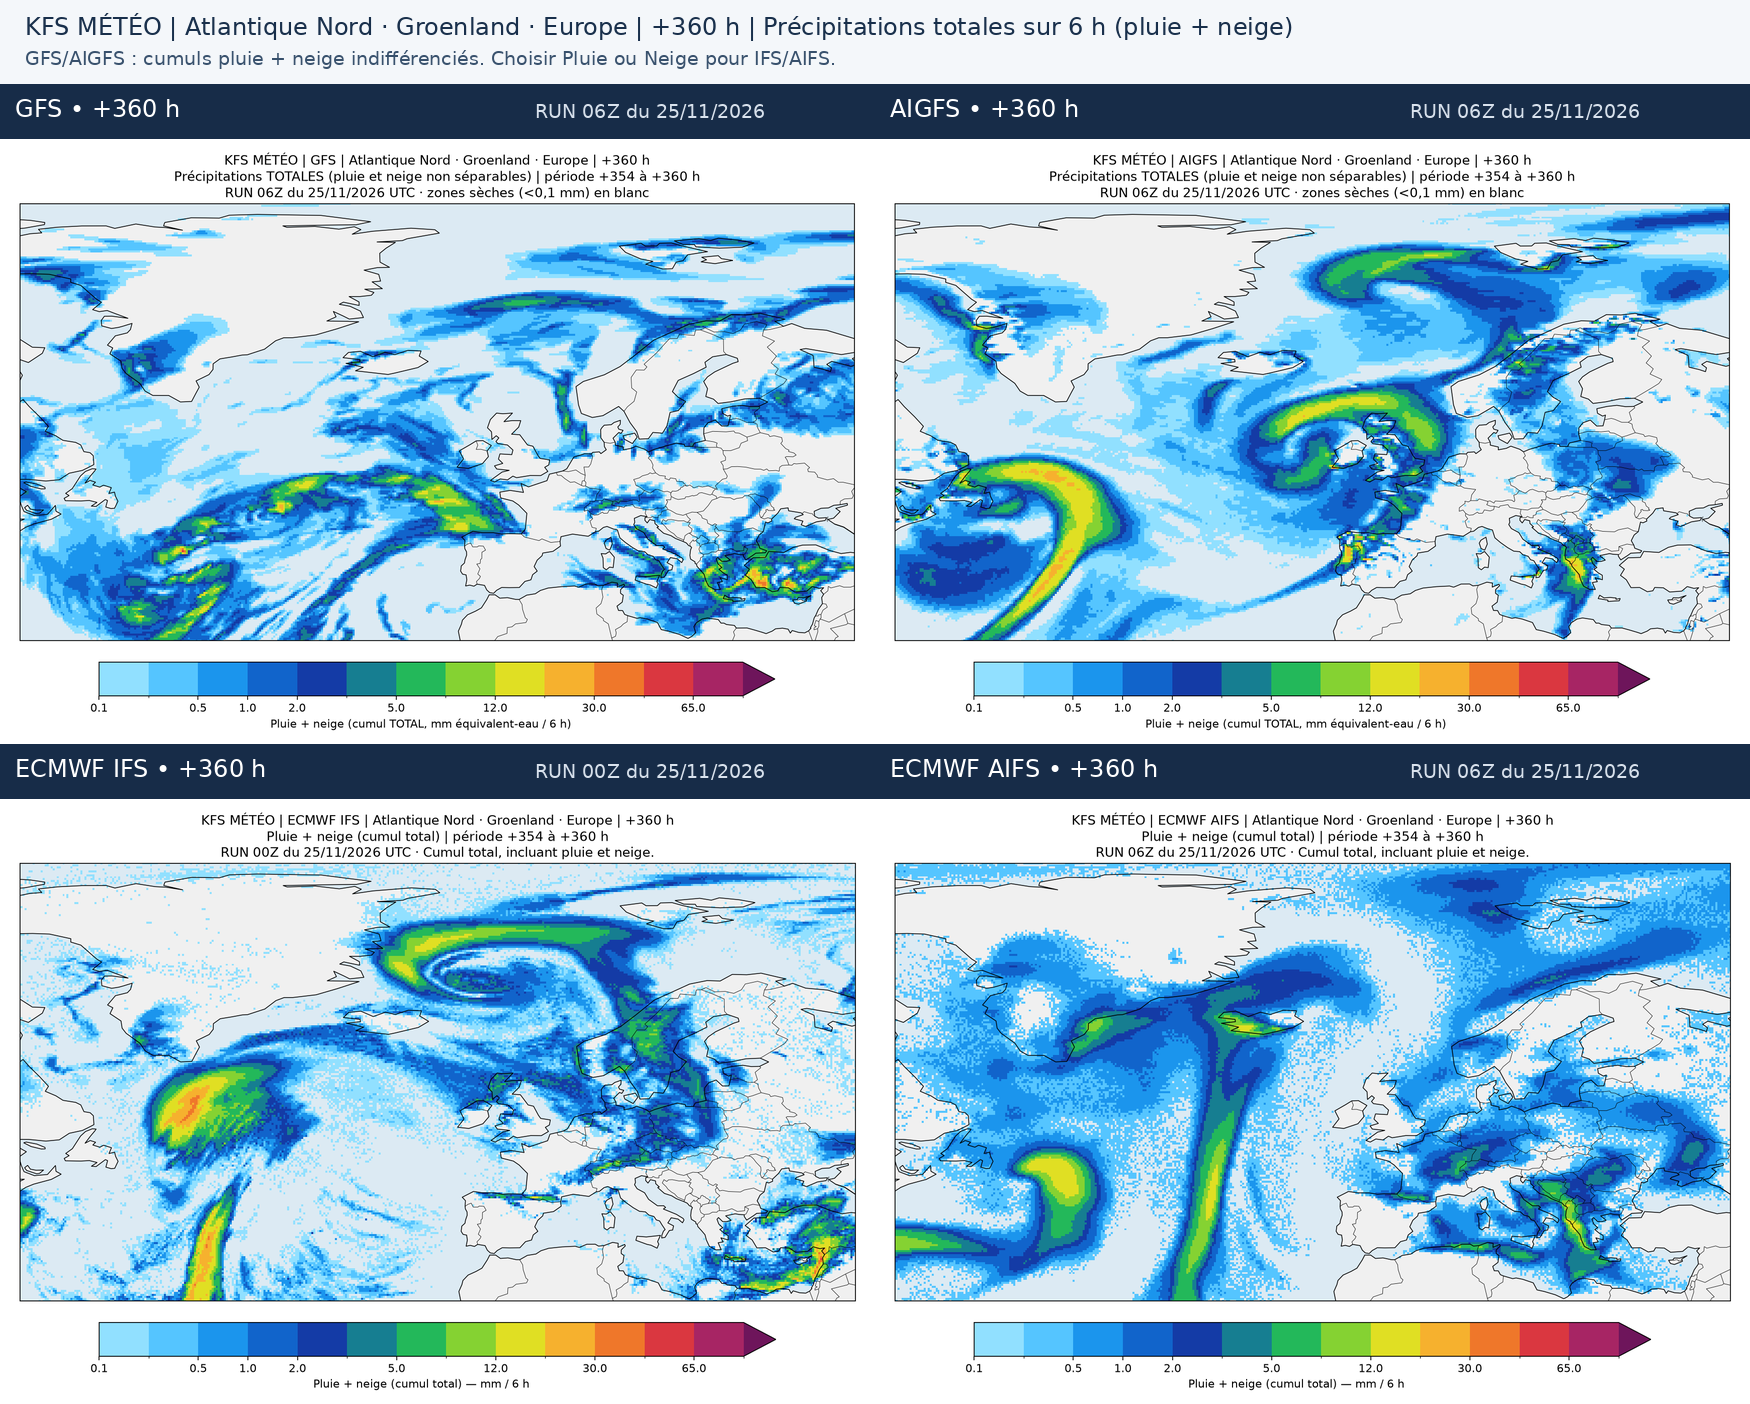 KFS MÉTÉO | Atlantique Nord · Groenland · Europe | +360 h | Précipitations totales sur 6 h (pluie + neige)
GFS/AIGFS : cumuls pluie + neige indifférenciés. Choisir Pluie ou Neige pour IFS/AIFS.
GFS • +360 h
RUN 06Z du 25/11/2026
KFS MÉTÉO | GFS | Atlantique Nord · Groenland · Europe | +360 h
Précipitations TOTALES (pluie et neige non séparables) | période +354 à +360 h
RUN 06Z du 25/11/2026 UTC · zones sèches (<0,1 mm) en blanc
0.1 0.5 1.0 2.0 5.0 12.0 30.0 65.0
Pluie + neige (cumul TOTAL, mm équivalent-eau / 6 h)
AIGFS • +360 h
RUN 06Z du 25/11/2026
KFS MÉTÉO | AIGFS | Atlantique Nord · Groenland · Europe | +360 h
Précipitations TOTALES (pluie et neige non séparables) | période +354 à +360 h
RUN 06Z du 25/11/2026 UTC · zones sèches (<0,1 mm) en blanc
0.1 0.5 1.0 2.0 5.0 12.0 30.0 65.0
Pluie + neige (cumul TOTAL, mm équivalent-eau / 6 h)
ECMWF IFS • +360 h
RUN 00Z du 25/11/2026
KFS MÉTÉO | ECMWF IFS | Atlantique Nord · Groenland · Europe | +360 h
Pluie + neige (cumul total) | période +354 à +360 h
RUN 00Z du 25/11/2026 UTC · Cumul total, incluant pluie et neige.
0.1 0.5 1.0 2.0 5.0 12.0 30.0 65.0
Pluie + neige (cumul total) — mm / 6 h
ECMWF AIFS • +360 h
RUN 06Z du 25/11/2026
KFS MÉTÉO | ECMWF AIFS | Atlantique Nord · Groenland · Europe | +360 h
Pluie + neige (cumul total) | période +354 à +360 h
RUN 06Z du 25/11/2026 UTC · Cumul total, incluant pluie et neige.
0.1 0.5 1.0 2.0 5.0 12.0 30.0 65.0
Pluie + neige (cumul total) — mm / 6 h